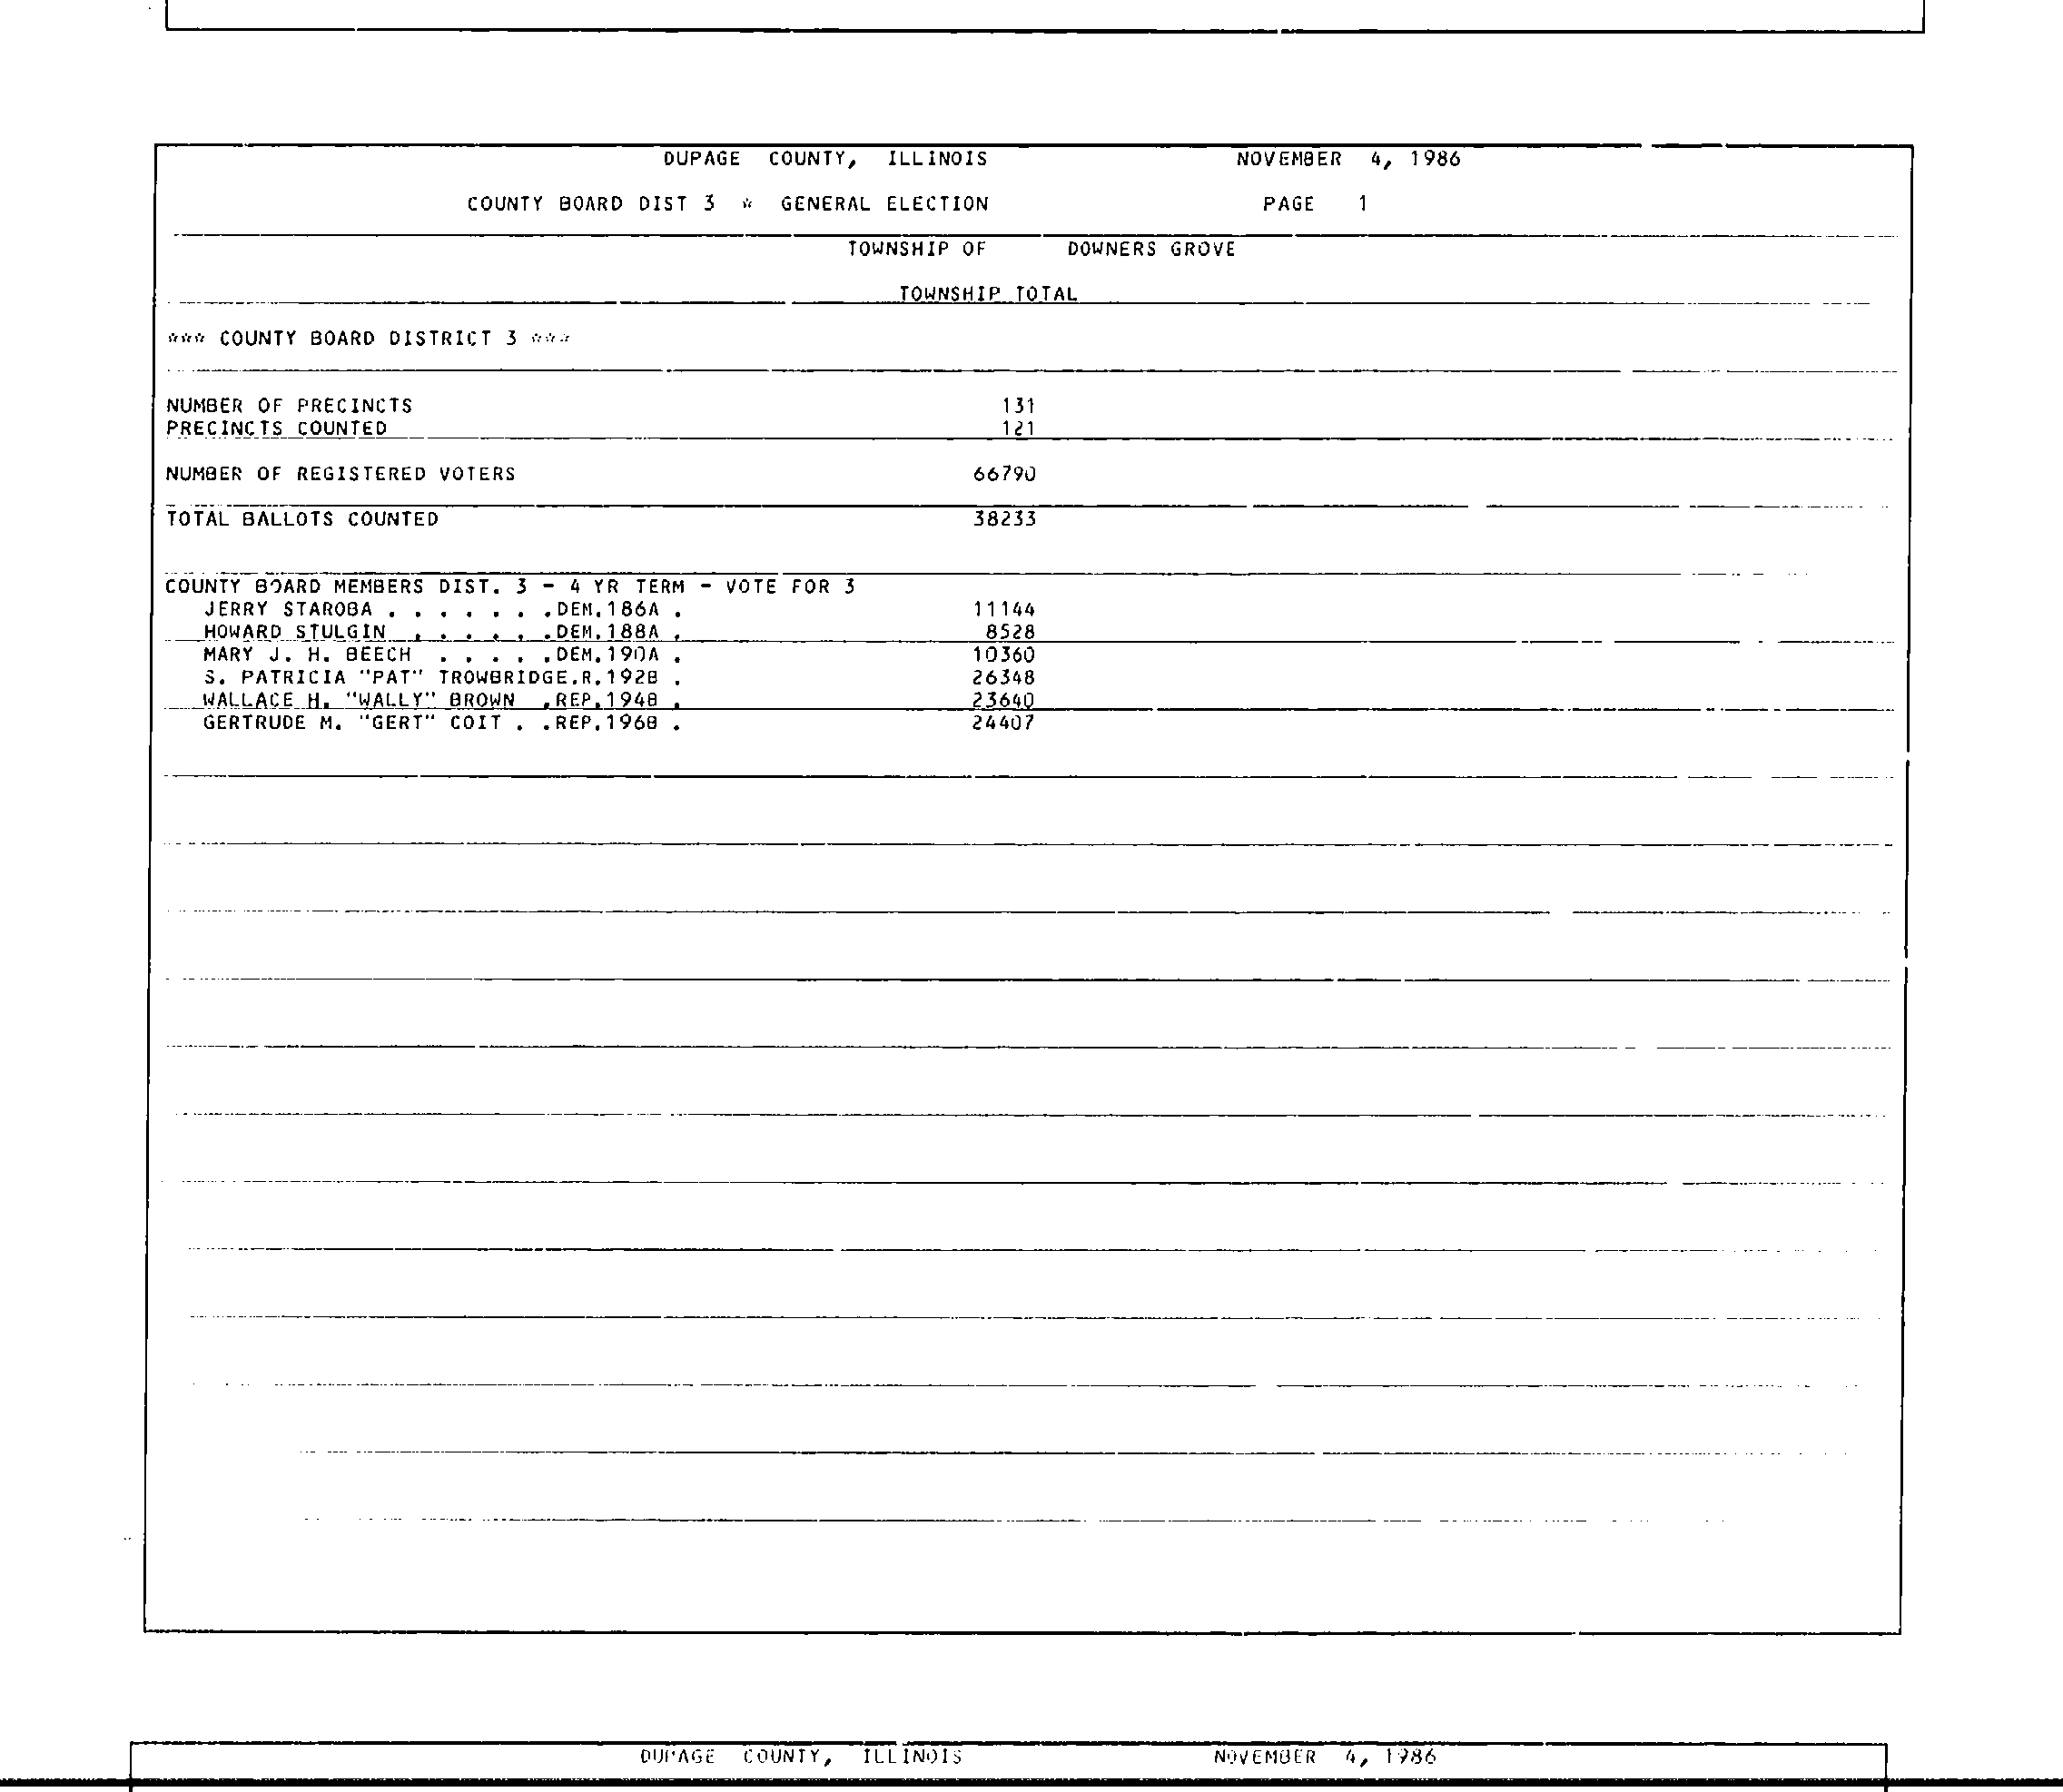 DUPAGE COUNTY, ILLINOIS NOVEMBER 4, 1986
COUNTY BOARD DIST 3 * GENERAL ELECTION PAGE 1
TOWNSHIP OF DOWNERS GROVE
TOWNSHIP TOTAL
*** COUNTY BOARD DISTRICT 3 ***
NUMBER OF PRECINCTS 131
PRECINCTS COUNTED 121
NUMBER OF REGISTERED VOTERS 66790
TOTAL BALLOTS COUNTED 38233
COUNTY BOARD MEMBERS DIST. 3 - 4 YR TERM - VOTE FOR 3
JERRY STAROBA . . . . . . .DEM.186A . 11144
HOWARD STULGIN . . . . . .DEM.188A . 8528
MARY J. H. BEECH . . . . .DEM.190A . 10360
S. PATRICIA "PAT" TROWBRIDGE.R.192B . 26348
WALLACE H. "WALLY" BROWN .REP.194B . 23640
GERTRUDE M. "GERT" COIT . .REP.196B . 24407
DUPAGE COUNTY, ILLINOIS NOVEMBER 4, 1986